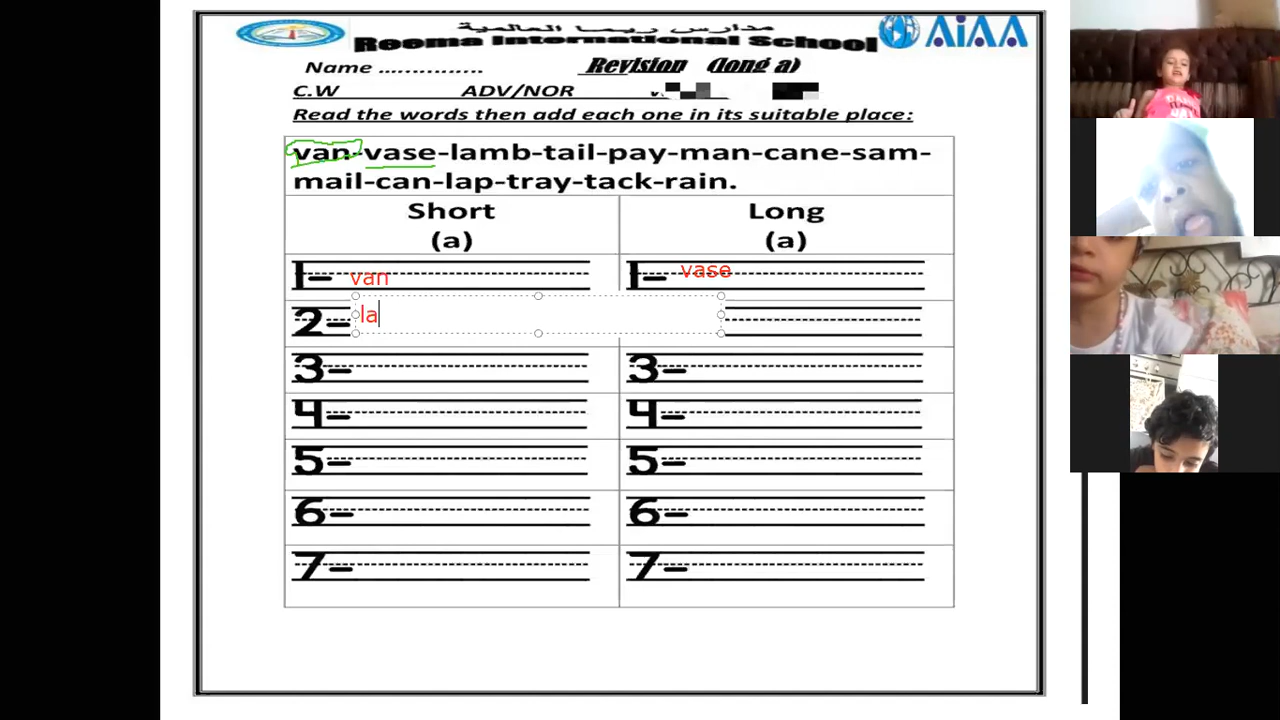 مدارس ريما العالمية
Reema International School
AiAA
Name ............... Revision (long a)
C.W ADV/NOR
Read the words then add each one in its suitable place:
van-vase-lamb-tail-pay-man-cane-sam-
mail-can-lap-tray-tack-rain.
Short Long
(a) (a)
1- van 1- vase
2- la
3- 3-
4- 4-
5- 5-
6- 6-
7- 7-